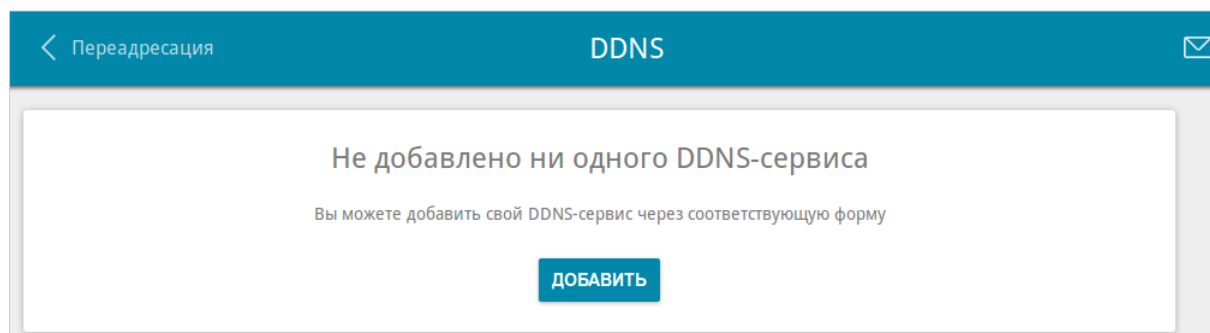 Переадресация
DDNS
Не добавлено ни одного DDNS-сервиса
Вы можете добавить свой DDNS-сервис через соответствующую форму
ДОБАВИТЬ